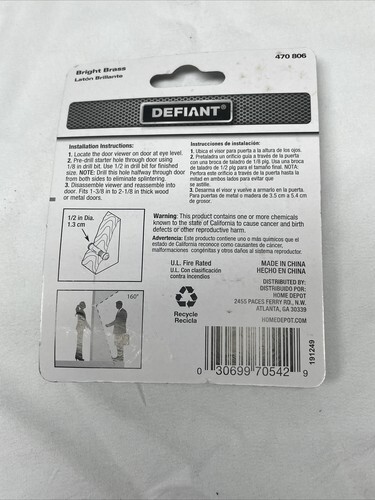 470 806
Bright Brass
Latón Brillante
DEFIANT®
Installation Instructions:
1. Locate the door viewer on door at eye level.
2. Pre-drill starter hole through door using
1/8 in drill bit. Use 1/2 in drill bit for finished
size. NOTE: Drill this hole halfway through door
from both sides to eliminate splintering.
3. Disassemble viewer and reassemble into
door. Fits 1-3/8 in to 2-1/8 in thick wood
or metal doors.
Instrucciones de instalación:
1. Ubica el visor para puerta a la altura de los ojos.
2. Pretaladra un orificio guía a través de la puerta
con una broca de taladro de 1/8 plg. Usa una broca
de taladro de 1/2 plg para el tamaño final. NOTA:
Perfora este orificio a través de la puerta hasta la
mitad en ambos lados para evitar que
se astille.
3. Desarma el visor y vuelve a armarlo en la puerta.
Para puertas de metal o madera de 3.5 cm a 5.4 cm
de grosor.
1/2 in Dia.
1.3 cm
Warning: This product contains one or more chemicals
known to the state of California to cause cancer and birth
defects or other reproductive harm.
Advertencia: Este producto contiene uno o más químicos que el
estado de California reconoce como causantes de cáncer,
malformaciones congénitas y otros daños al sistema reproductor.
160°
U.L. Fire Rated
U.L. Con clasificación
contra incendios
Recycle
Recicla
MADE IN CHINA
HECHO EN CHINA
DISTRIBUTED BY:
DISTRIBUIDO POR:
HOME DEPOT
2455 PACES FERRY RD., N.W.
ATLANTA, GA 30339
HOMEDEPOT.COM
0 30699 70542 9
191249